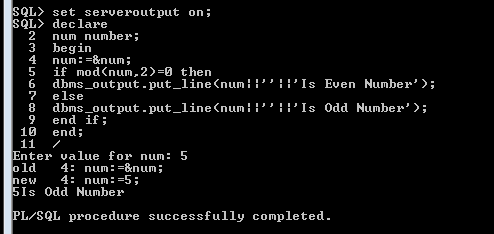 SQL> set serveroutput on;
SQL> declare
  2  num number;
  3  begin
  4  num:=&num;
  5  if mod(num,2)=0 then
  6  dbms_output.put_line(num||''||'Is Even Number');
  7  else
  8  dbms_output.put_line(num||''||'Is Odd Number');
  9  end if;
 10  end;
 11  /
Enter value for num: 5
old   4: num:=&num;
new   4: num:=5;
5Is Odd Number
PL/SQL procedure successfully completed.